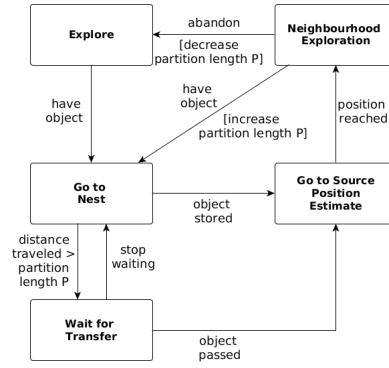 Explore
abandon
[decrease
partition length P]
Neighbourhood
Exploration
have
object
have
object
[increase
partition length P]
position
reached
Go to
Nest
object
stored
Go to Source
Position
Estimate
distance
traveled >
partition
length P
stop
waiting
Wait for
Transfer
object
passed